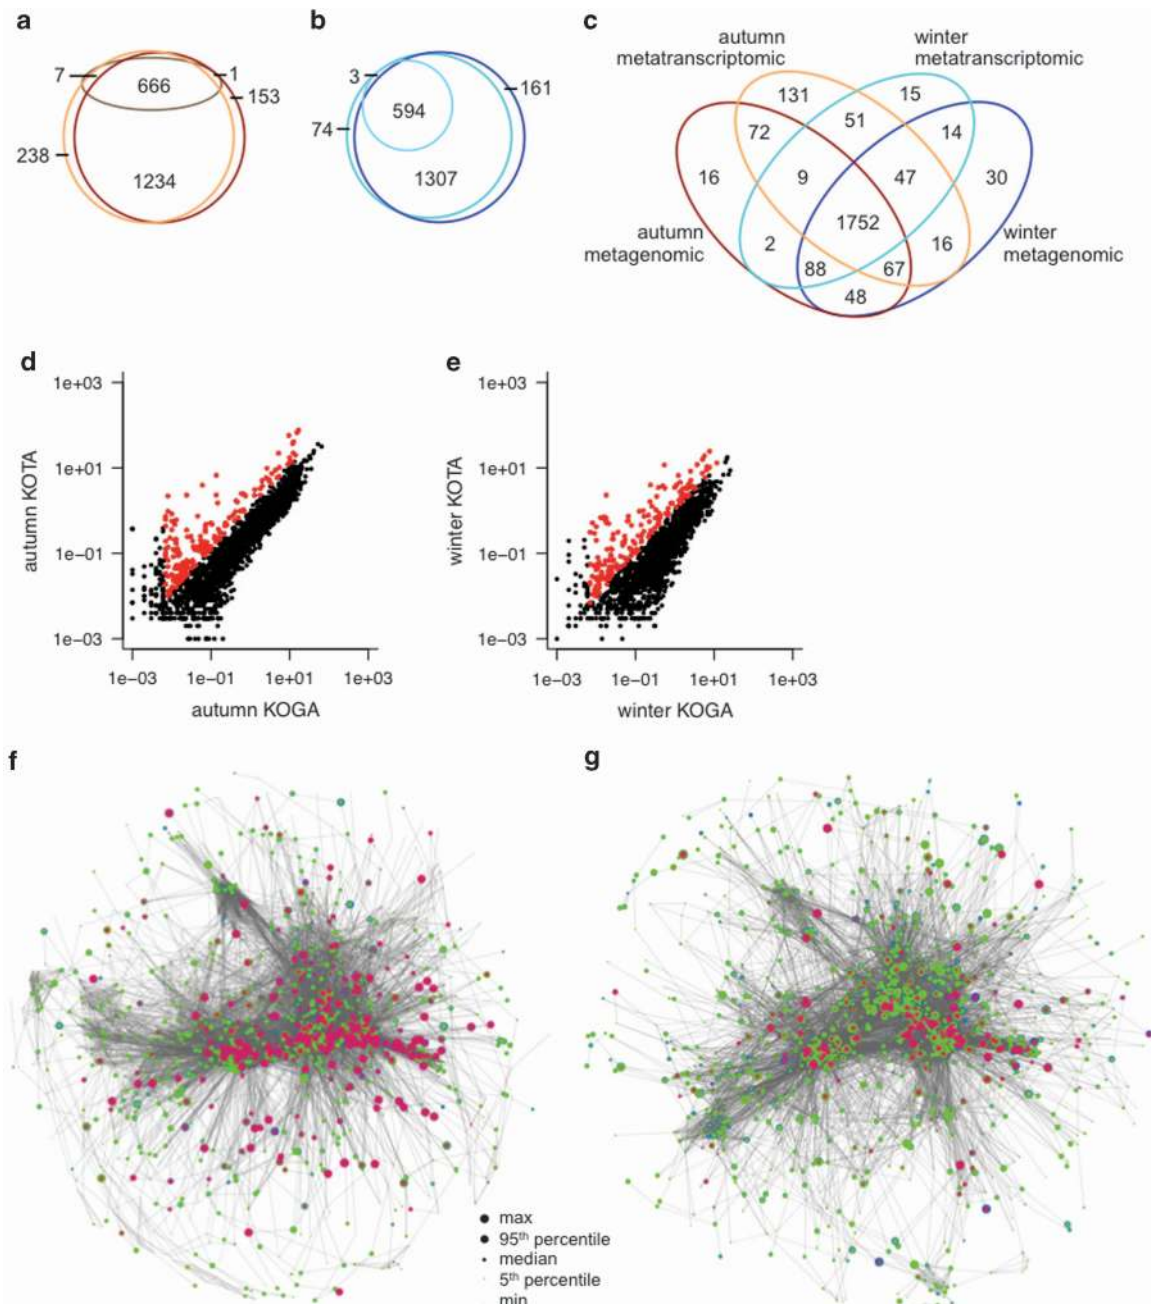 a
7
666
1
153
238
1234
b
3
594
161
74
1307
c
autumn
metatranscriptomic
winter
metatranscriptomic
131
15
72
51
14
16
9
47
30
1752
autumn
metagenomic
2
16
winter
metagenomic
88
67
48
d
1e+03
1e+01
1e-01
1e-03
autumn KOTA
1e-03
1e-01
1e+01
1e+03
autumn KOGA
e
1e+03
1e+01
1e-01
1e-03
winter KOTA
1e-03
1e-01
1e+01
1e+03
winter KOGA
f
g
max
95th percentile
median
5th percentile
min